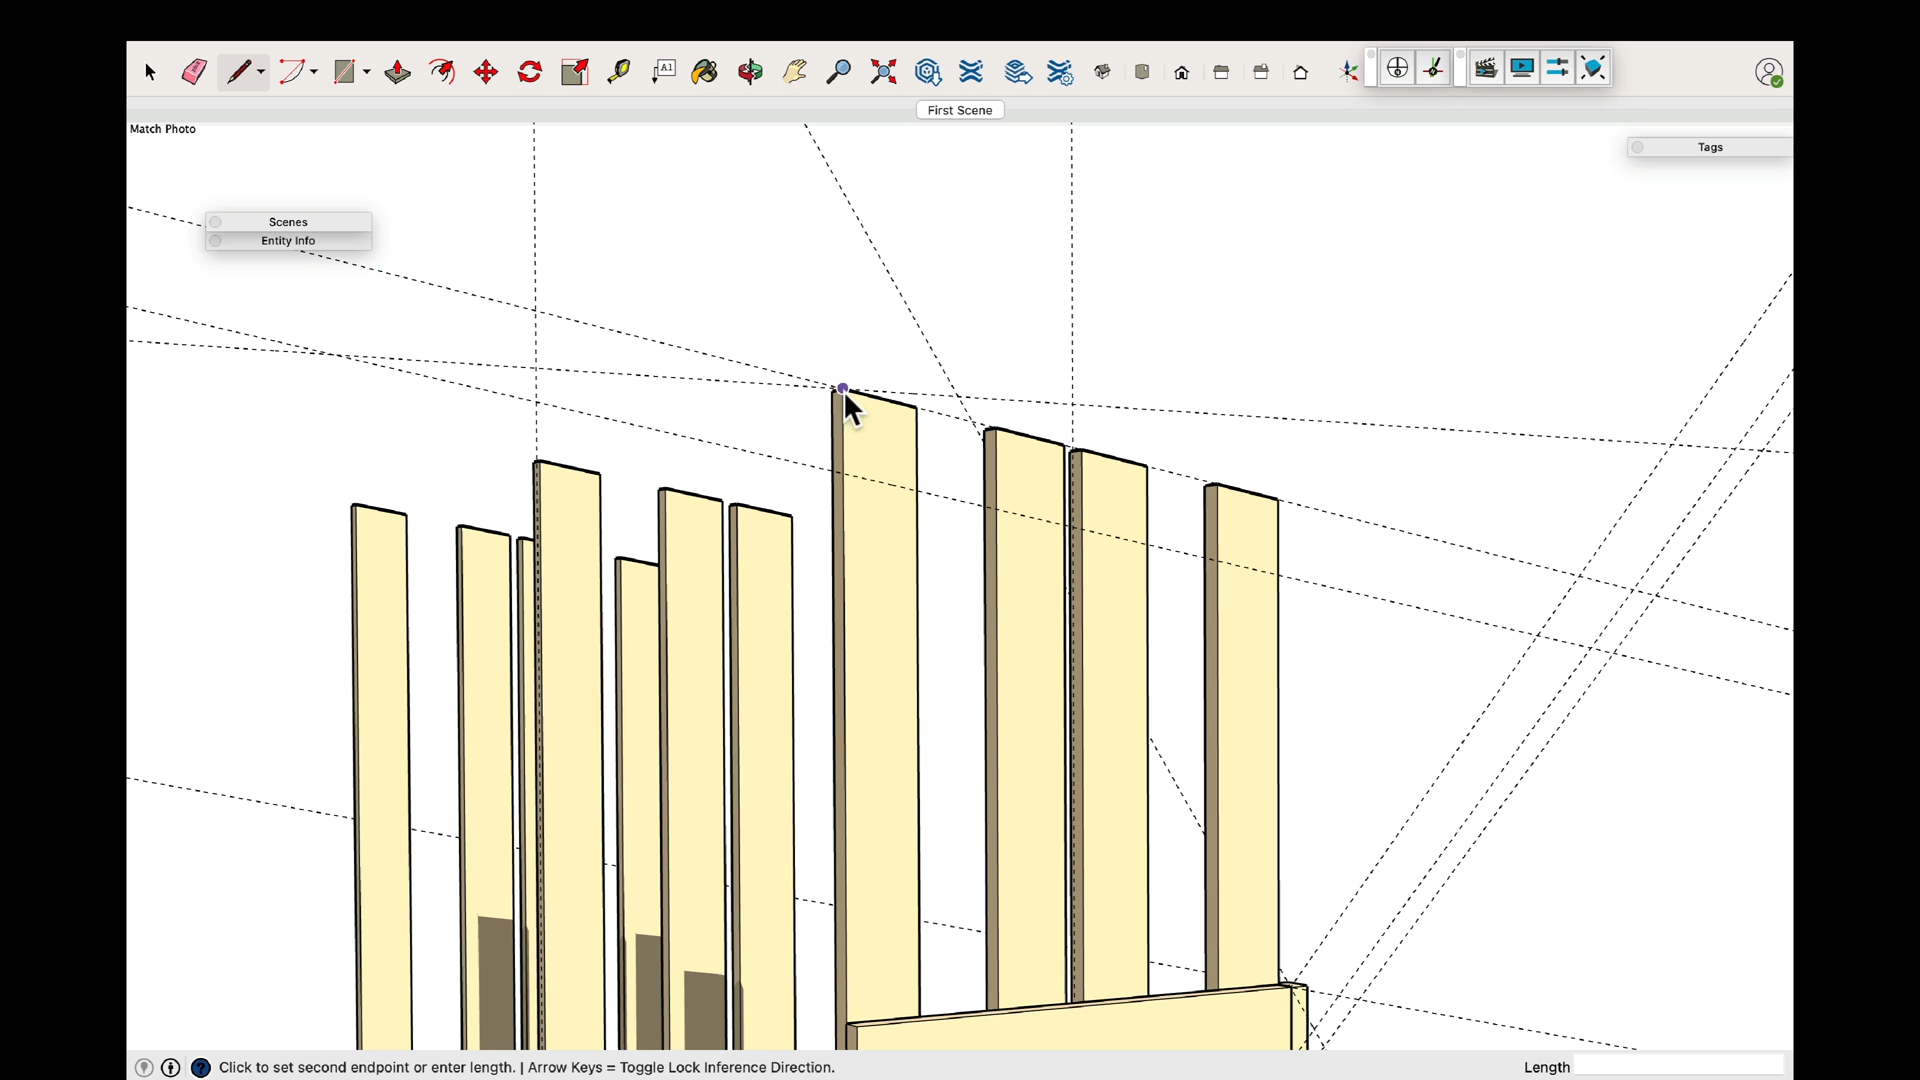 A1
First Scene
Match Photo
Tags
Scenes
Entity Info
Click to set second endpoint or enter length. | Arrow Keys = Toggle Lock Inference Direction.
Length